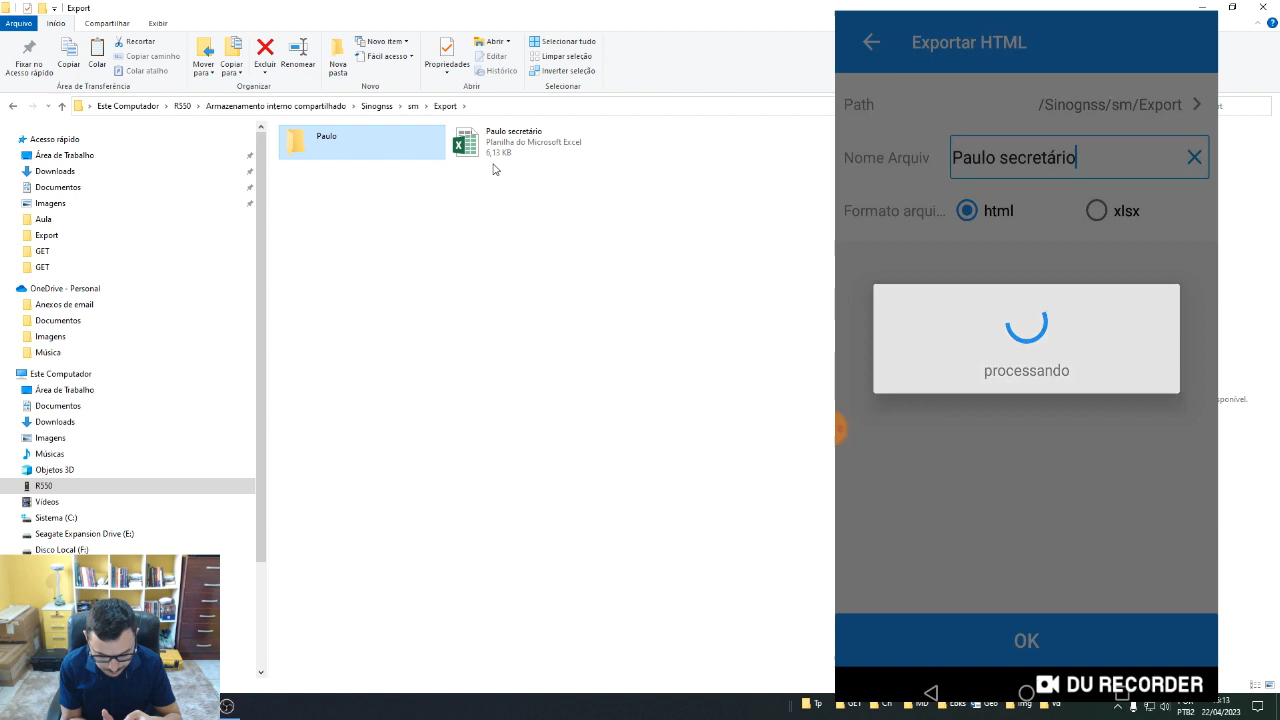 Export
Arquivo Início Compartilhar Exibir
Fixar no Acesso rápido
Copiar
Colar
Recortar
Copiar caminho
Colar atalho
Área de Transferência
Mover para
Copiar para
Excluir
Renomear
Organizar
Nova pasta
Novo item
Fácil acesso
Novo
Propriedades
Abrir
Editar
Histórico
Abrir
Selecionar tudo
Limpar seleção
Inverter seleção
Selecionar
Este Computador > R550 > Armazenamento interno compartilhado > Sinognss > sm > Export
Acesso rápido
Área de Trabalho
Downloads
Documentos
Imagens
Aula
Export
GET
GET
OneDrive - Personal
Anexos de email
Documentos
Imagens
Música
Este Computador
Área de Trabalho
Documentos
Downloads
Imagens
Músicas
Objetos 3D
R550
Vídeos
Sistema (C:)
Seagate Expansion Drive (E:)
Disco Local (F:)
Paulo
Paulo secretário
Planilha do Microsoft Excel
6,13 KB
Exportar HTML
Path /Sinognss/sm/Export
Nome Arquiv Paulo secretário
Formato arqui... html xlsx
processando
OK
DU RECORDER
PTB2 22/04/2023